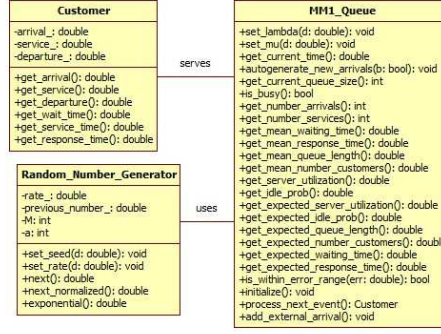 Customer
-arrival_: double
-service_: double
-departure_: double
+get_arrival(): double
+get_service(): double
+get_departure(): double
+get_wait_time(): double
+get_service_time(): double
+get_response_time(): double
serves
MM1_Queue
+set_lambda(d: double): void
+set_mu(d: double): void
+get_current_time(): double
+autogenerate_new_arrivals(b: bool): void
+get_current_queue_size(): int
+is_busy(): bool
+get_number_arrivals(): int
+get_number_services(): int
+get_mean_waiting_time(): double
+get_mean_response_time(): double
+get_mean_queue_length(): double
+get_mean_number_customers(): double
+get_server_utilization(): double
+get_idle_prob(): double
+get_expected_server_utilization(): double
+get_expected_idle_prob(): double
+get_expected_queue_length(): double
+get_expected_number_customers(): double
+get_expected_waiting_time(): double
+get_expected_response_time(): double
+is_within_error_range(err: double): bool
+initialize(): void
+process_next_event(): Customer
+add_external_arrival(): void
Random_Number_Generator
-rate_: double
-previous_number_: double
-M: int
-a: int
+set_seed(d: double): void
+set_rate(d: double): void
+next(): double
+next_normalized(): double
+exponential(): double
uses